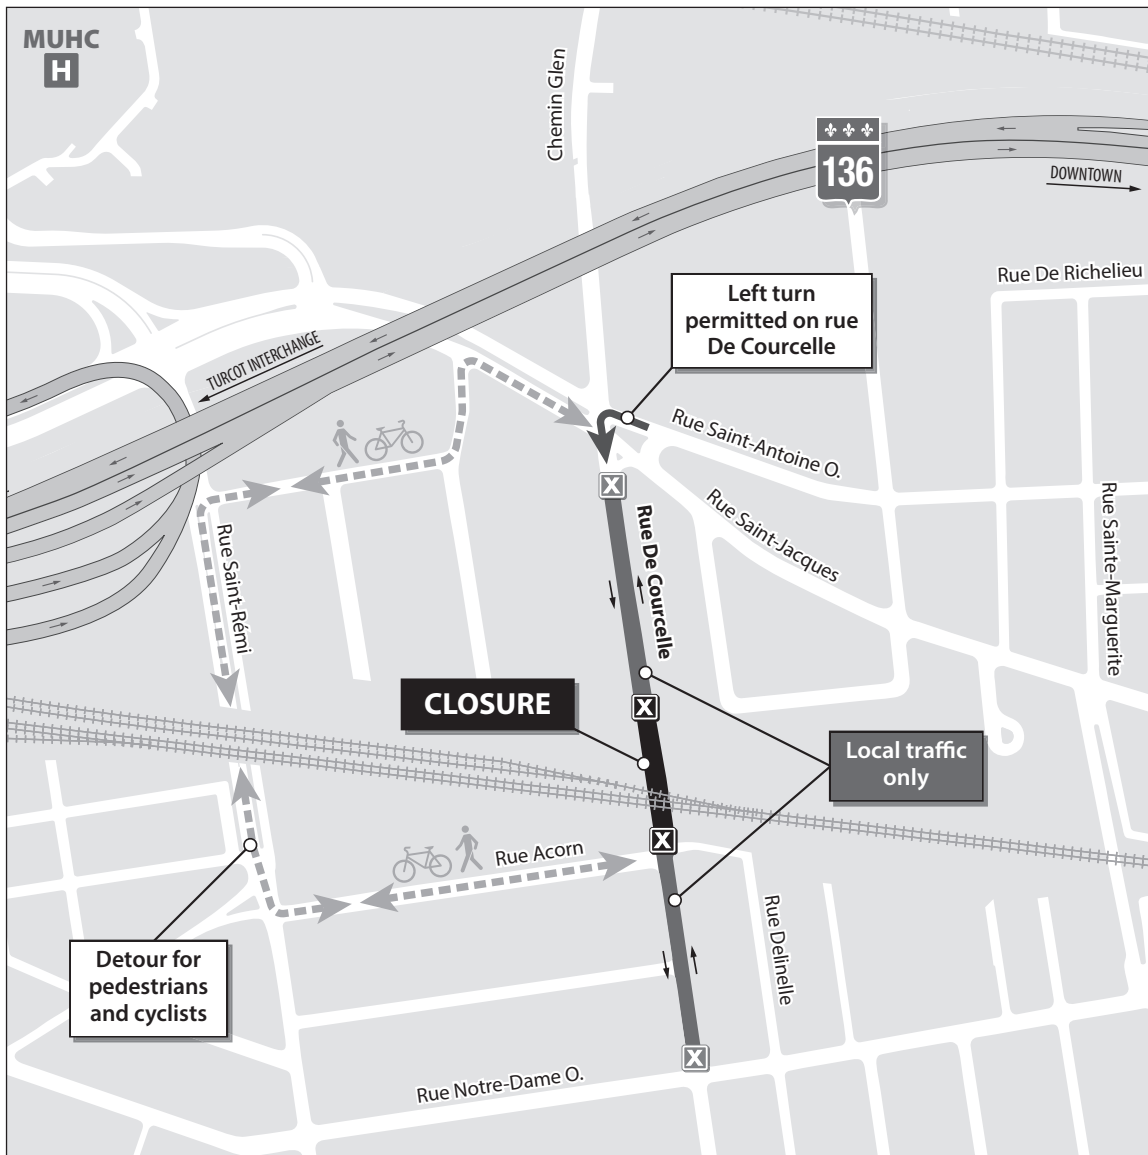 MUHC
H
Chemin Glen
136
DOWNTOWN
Rue De Richelieu
Left turn
permitted on rue
De Courcelle
TURCOT INTERCHANGE
Rue Saint-Antoine O.
X
Rue Saint-Jacques
Rue Sainte-Marguerite
Rue De Courcelle
Rue Saint-Rémi
CLOSURE
X
Local traffic
only
X
Rue Acorn
Rue Delinelle
Detour for
pedestrians
and cyclists
X
Rue Notre-Dame O.